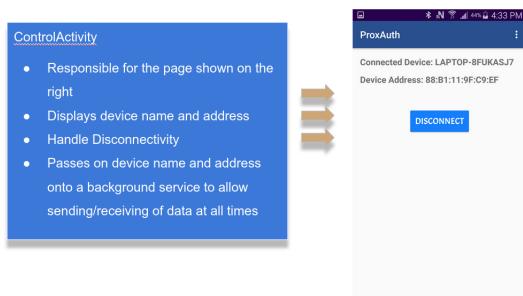 ControlActivity
● Responsible for the page shown on the
right
● Displays device name and address
● Handle Disconnectivity
● Passes on device name and address
onto a background service to allow
sending/receiving of data at all times
44% 4:33 PM
ProxAuth
Connected Device: LAPTOP-8FUKASJ7
Device Address: 88:B1:11:9F:C9:EF
DISCONNECT